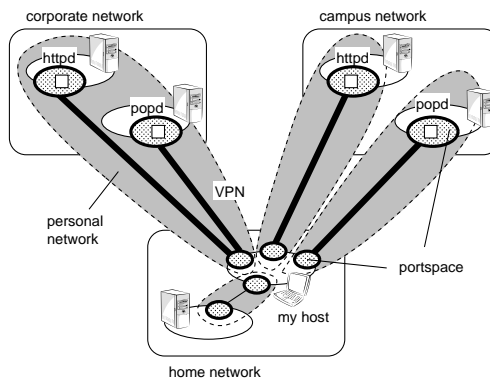 corporate network
campus network
httpd
httpd
popd
popd
VPN
personal
network
portspace
my host
home network